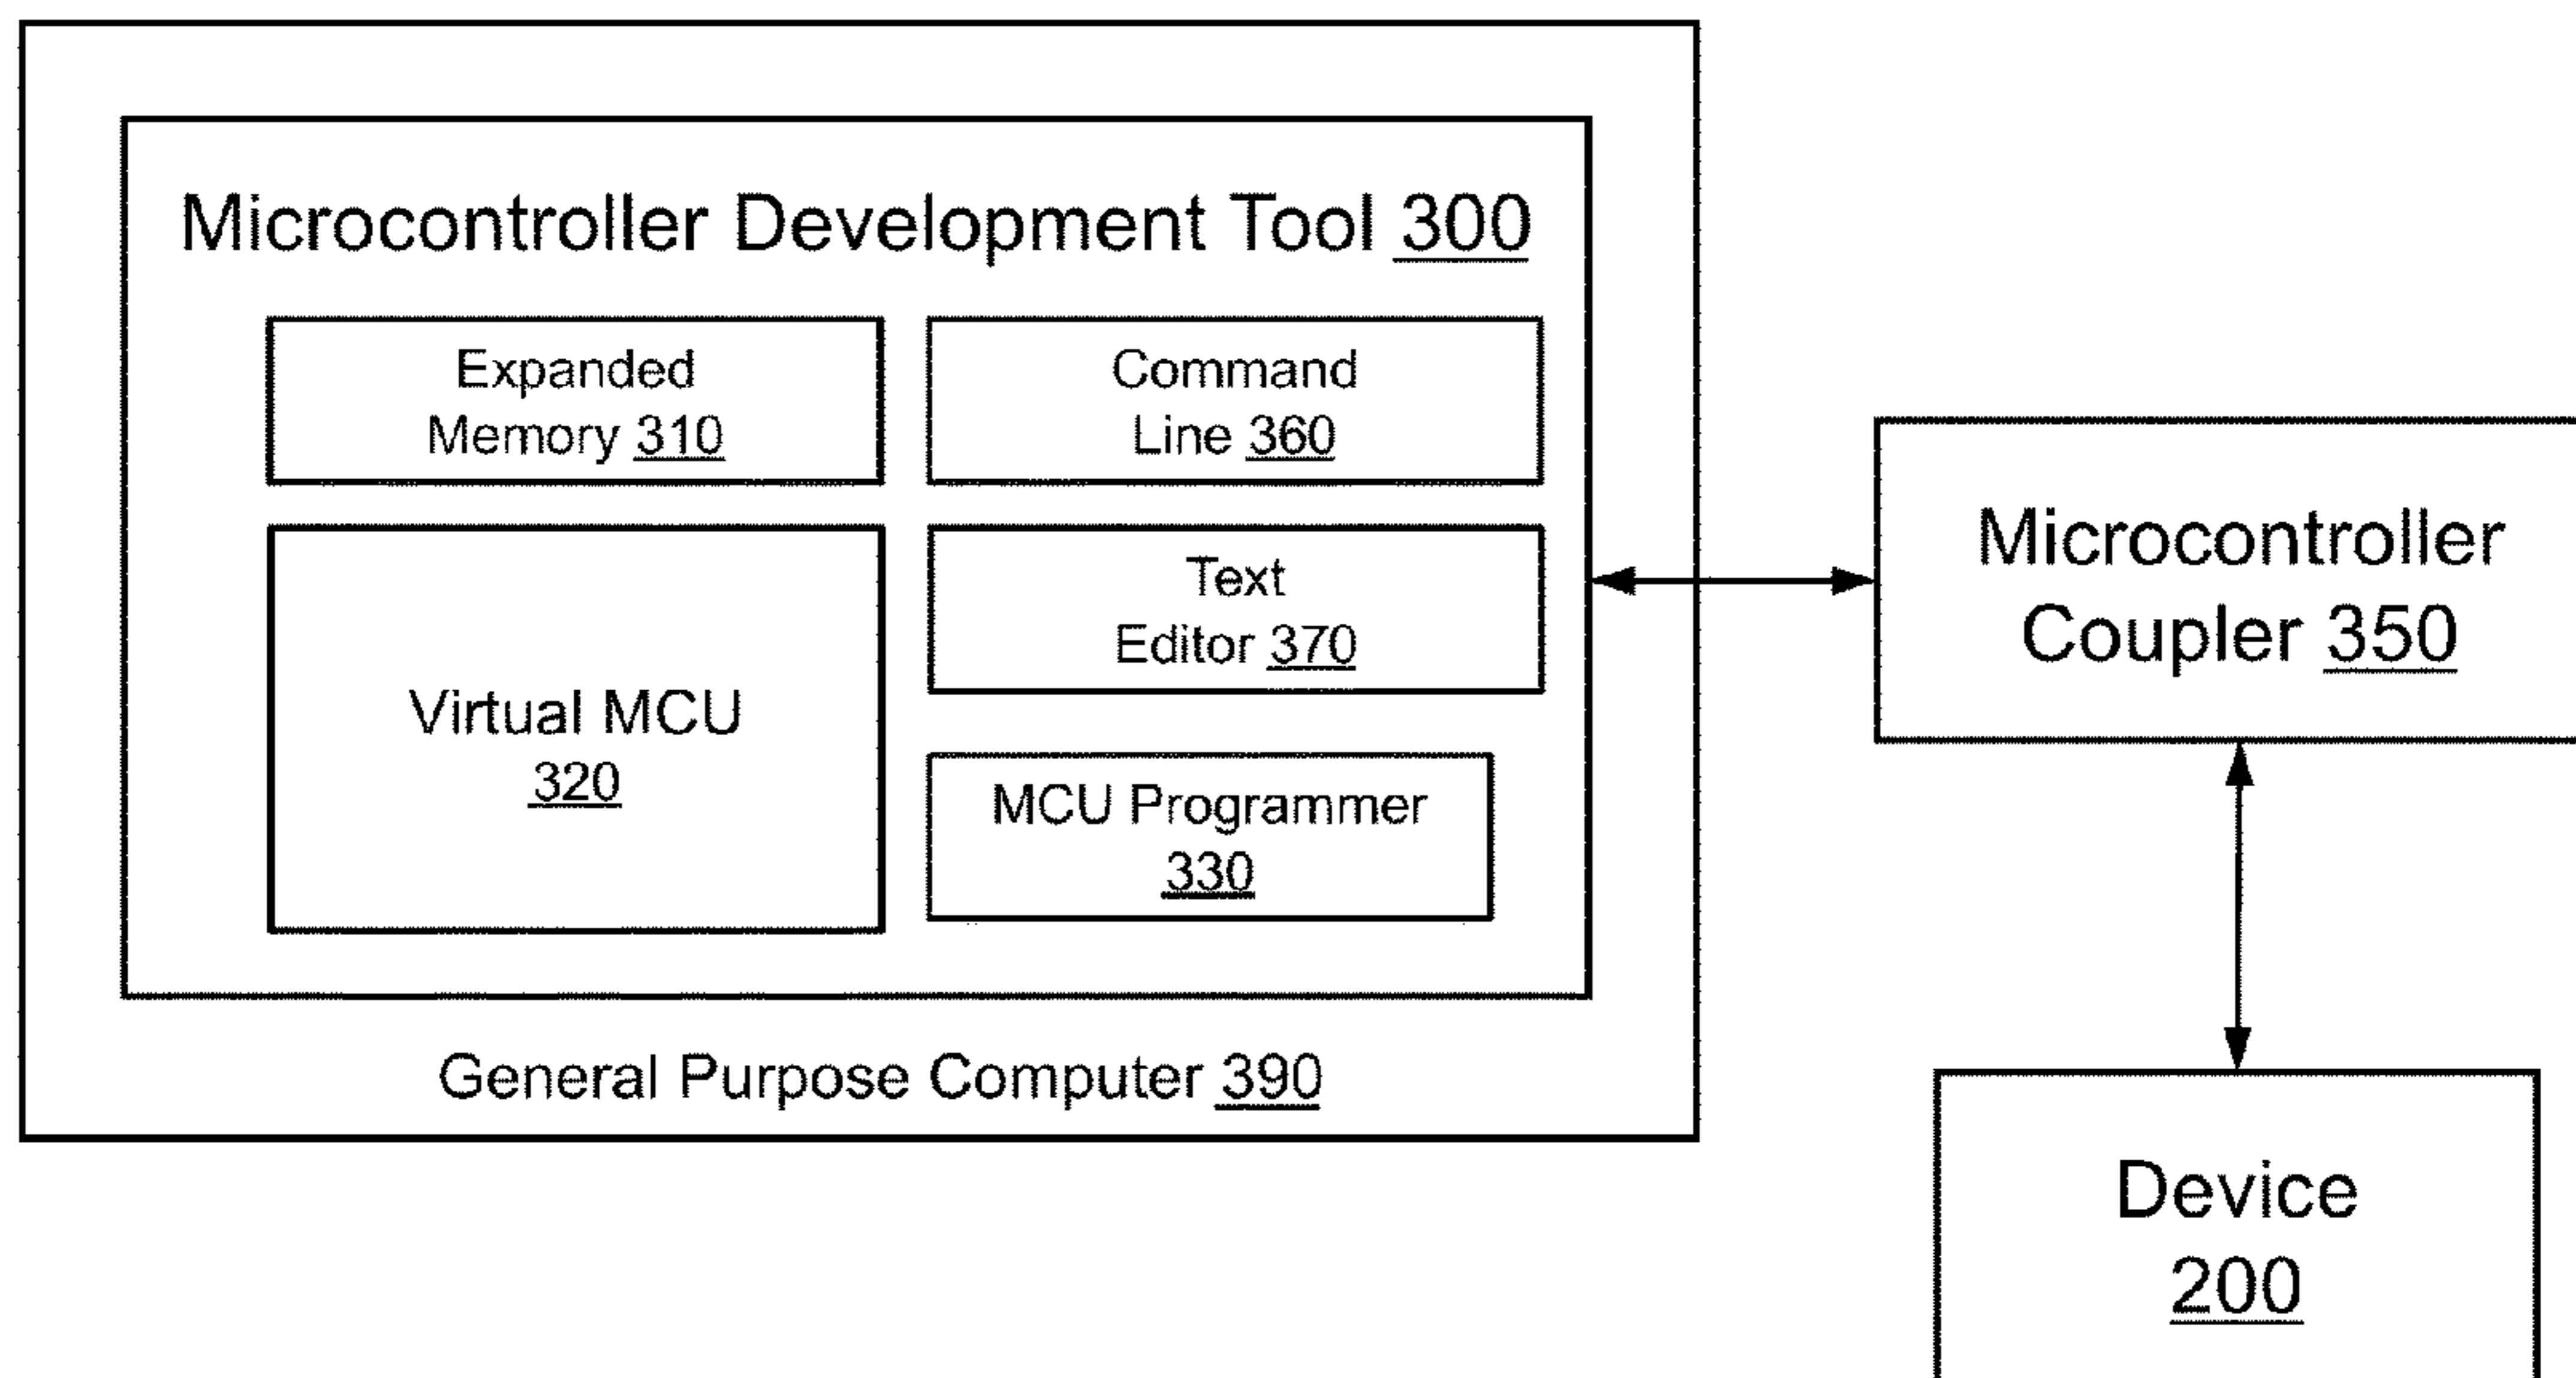 Microcontroller Development Tool 300
Expanded
Memory 310
Command
Line 360
Virtual MCU
320
Text
Editor 370
MCU Programmer
330
General Purpose Computer 390
Microcontroller
Coupler 350
Device
200